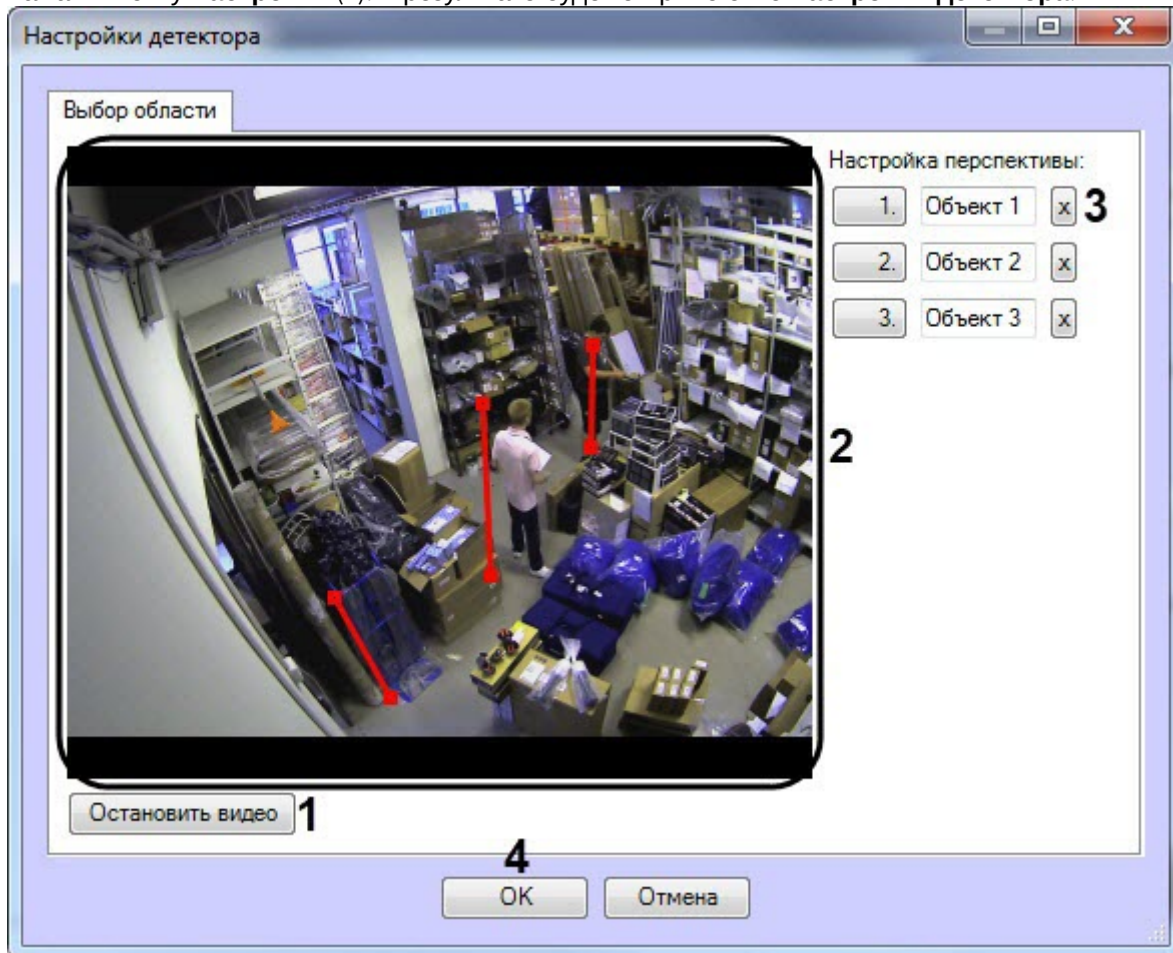 Настройки детектора
Выбор области
Настройка перспективы:
1. Объект 1 x 3
2. Объект 2 x
3. Объект 3 x
2
Остановить видео 1
4
OK Отмена